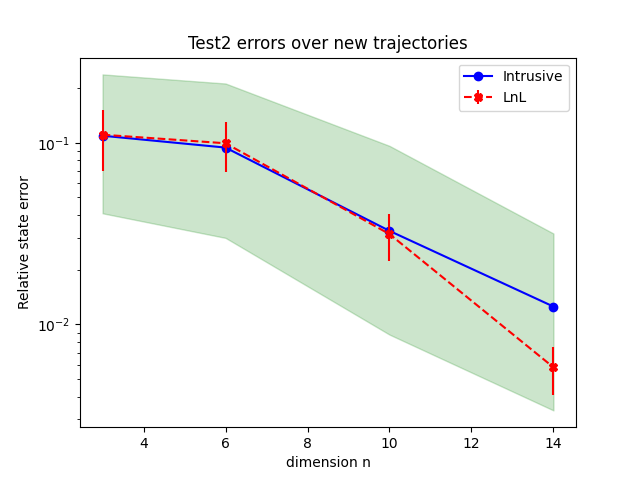 Test2 errors over new trajectories
Intrusive
LnL
Relative state error
10⁻¹
10⁻²
4 6 8 10 12 14
dimension n